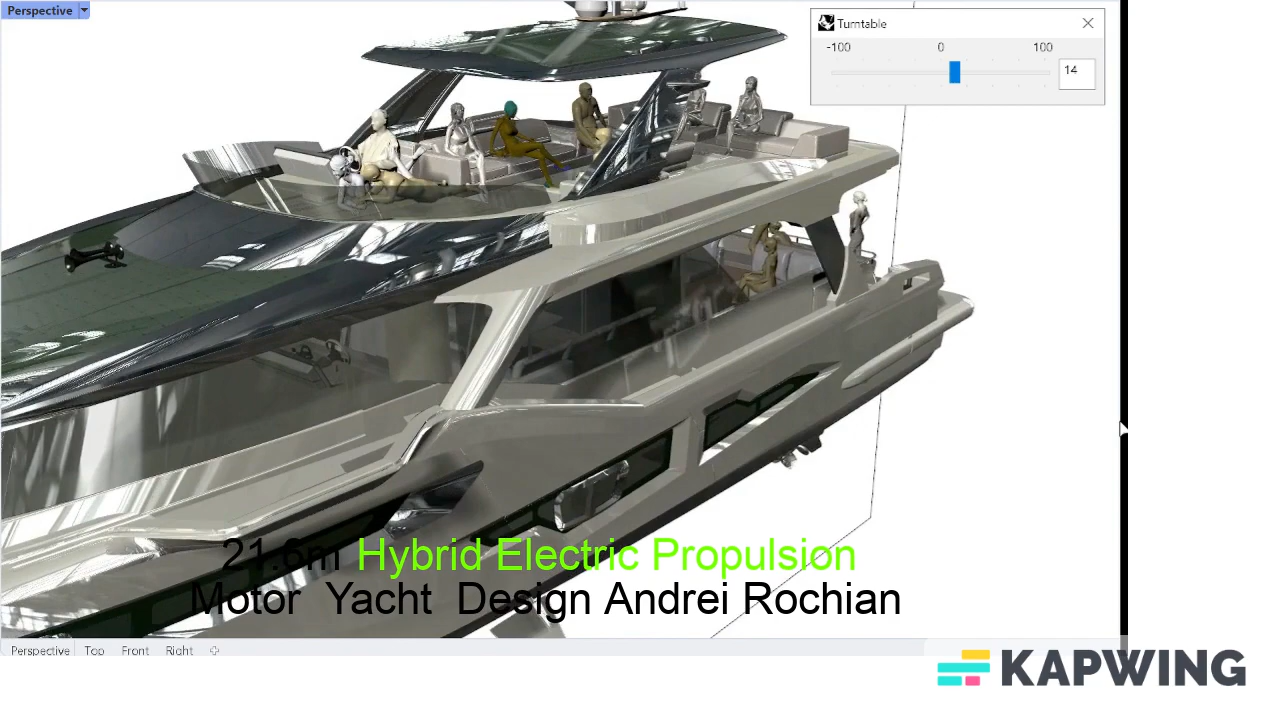 Perspective
Turntable
-100 0 100
14
21.6m Hybrid Electric Propulsion
Motor Yacht Design Andrei Rochian
Perspective Top Front Right
KAPWING